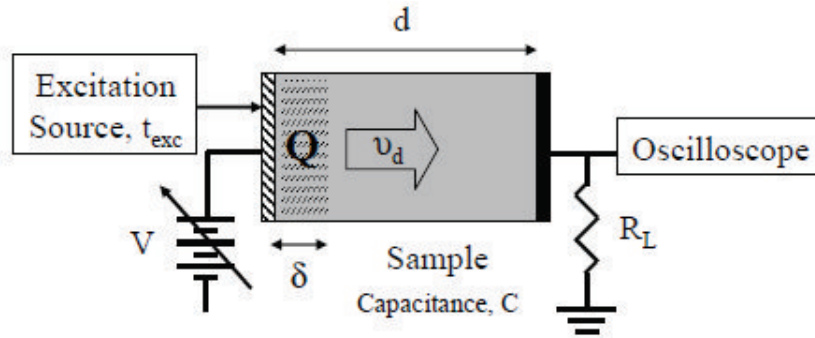 d
Excitation
Source, t_exc
Q
υ_d
Oscilloscope
V
δ
Sample
Capacitance, C
R_L